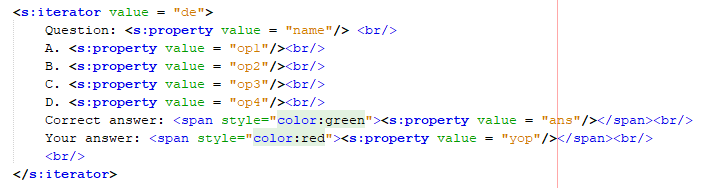 <s:iterator value = "de">
Question: <s:property value = "name"/> <br/>
A. <s:property value = "op1"/><br/>
B. <s:property value = "op2"/><br/>
C. <s:property value = "op3"/><br/>
D. <s:property value = "op4"/><br/>
Correct answer: <span style="color:green"><s:property value = "ans"/></span><br/>
Your answer: <span style="color:red"><s:property value = "yop"/></span><br/>
<br/>
</s:iterator>